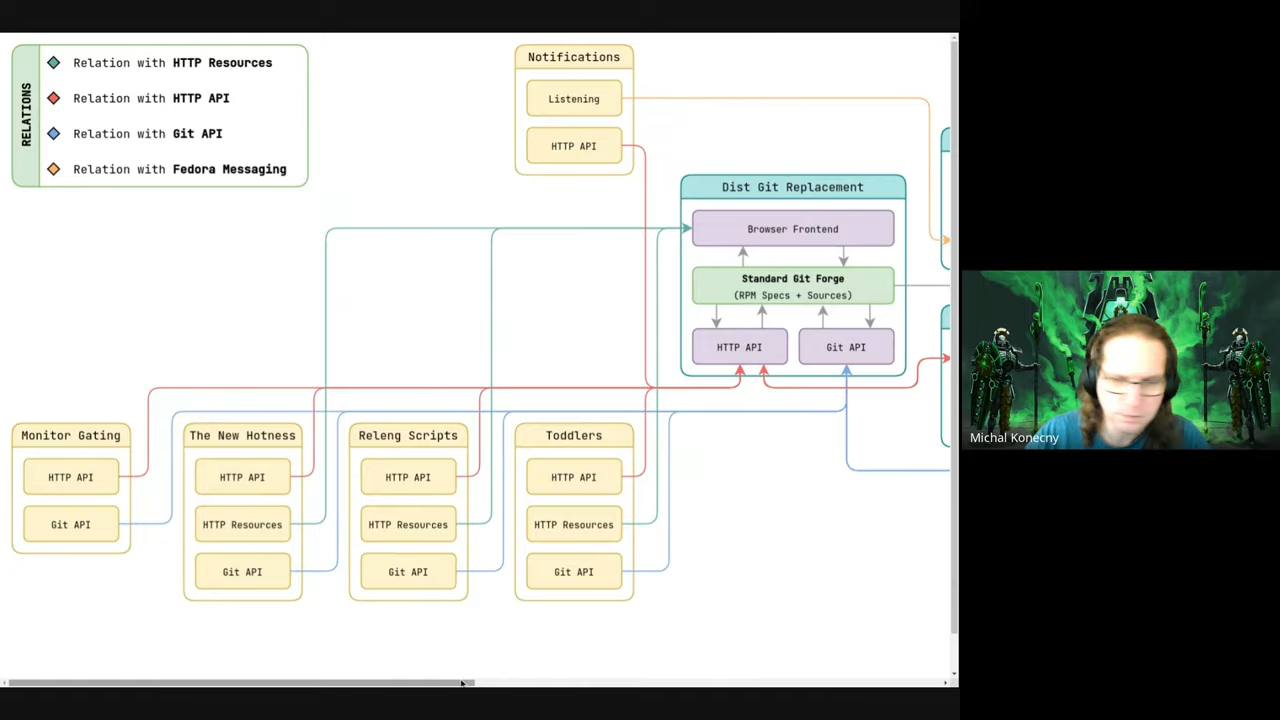 RELATIONS
Relation with HTTP Resources
Relation with HTTP API
Relation with Git API
Relation with Fedora Messaging
Notifications
Listening
HTTP API
Dist Git Replacement
Browser Frontend
Standard Git Forge
(RPM Specs + Sources)
HTTP API
Git API
Monitor Gating
HTTP API
Git API
The New Hotness
HTTP API
HTTP Resources
Git API
Releng Scripts
HTTP API
HTTP Resources
Git API
Toddlers
HTTP API
HTTP Resources
Git API
Michal Konecny